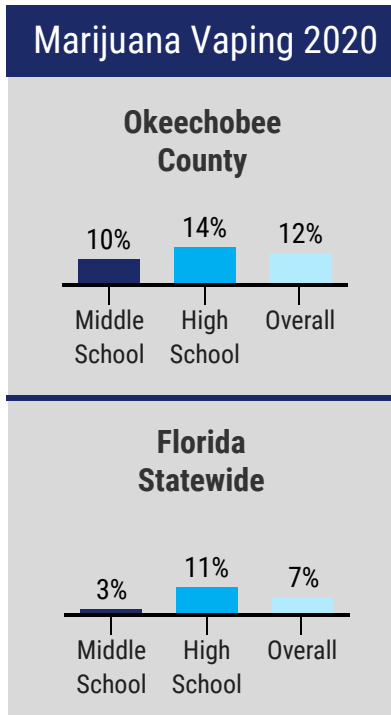 Marijuana Vaping 2020
Okeechobee
County
10% 14% 12%
Middle School
High School
Overall
Florida
Statewide
3% 11% 7%
Middle School
High School
Overall